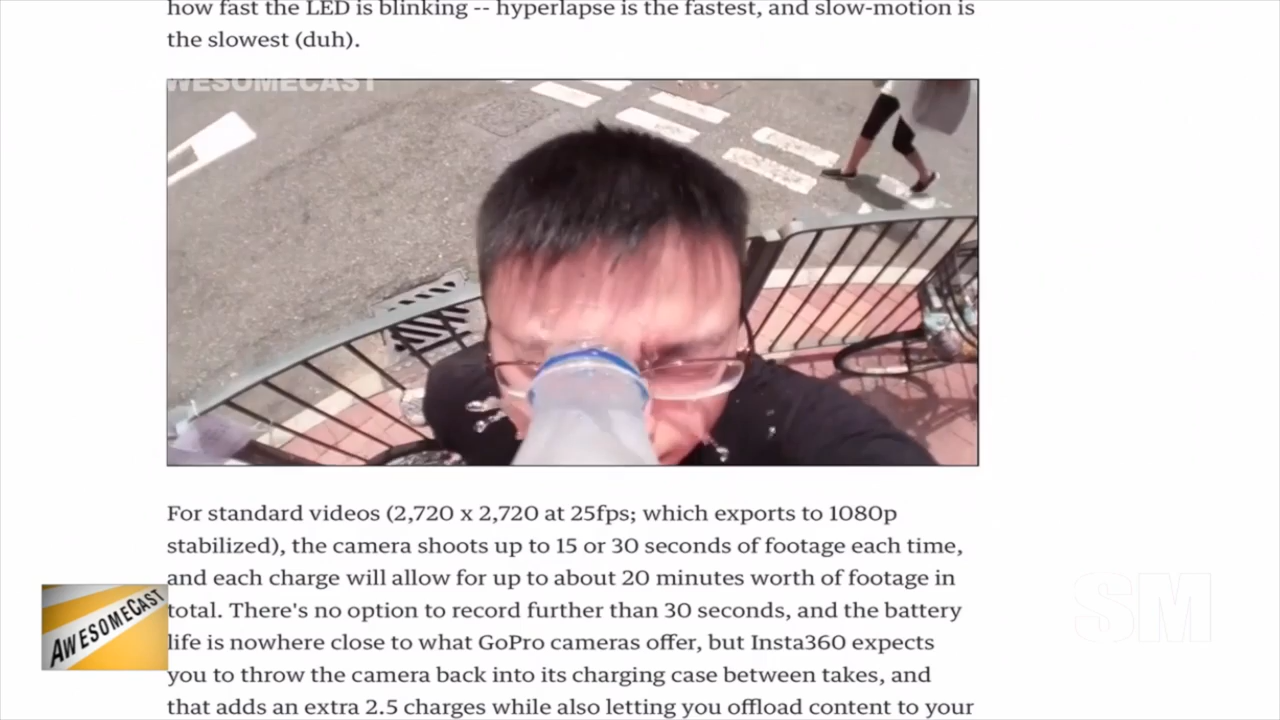 how fast the LED is blinking -- hyperlapse is the fastest, and slow-motion is
the slowest (duh).
WESOMECAST
For standard videos (2,720 x 2,720 at 25fps; which exports to 1080p
stabilized), the camera shoots up to 15 or 30 seconds of footage each time,
and each charge will allow for up to about 20 minutes worth of footage in
total. There's no option to record further than 30 seconds, and the battery
life is nowhere close to what GoPro cameras offer, but Insta360 expects
you to throw the camera back into its charging case between takes, and
that adds an extra 2.5 charges while also letting you offload content to your
AWESOMECAST
SM